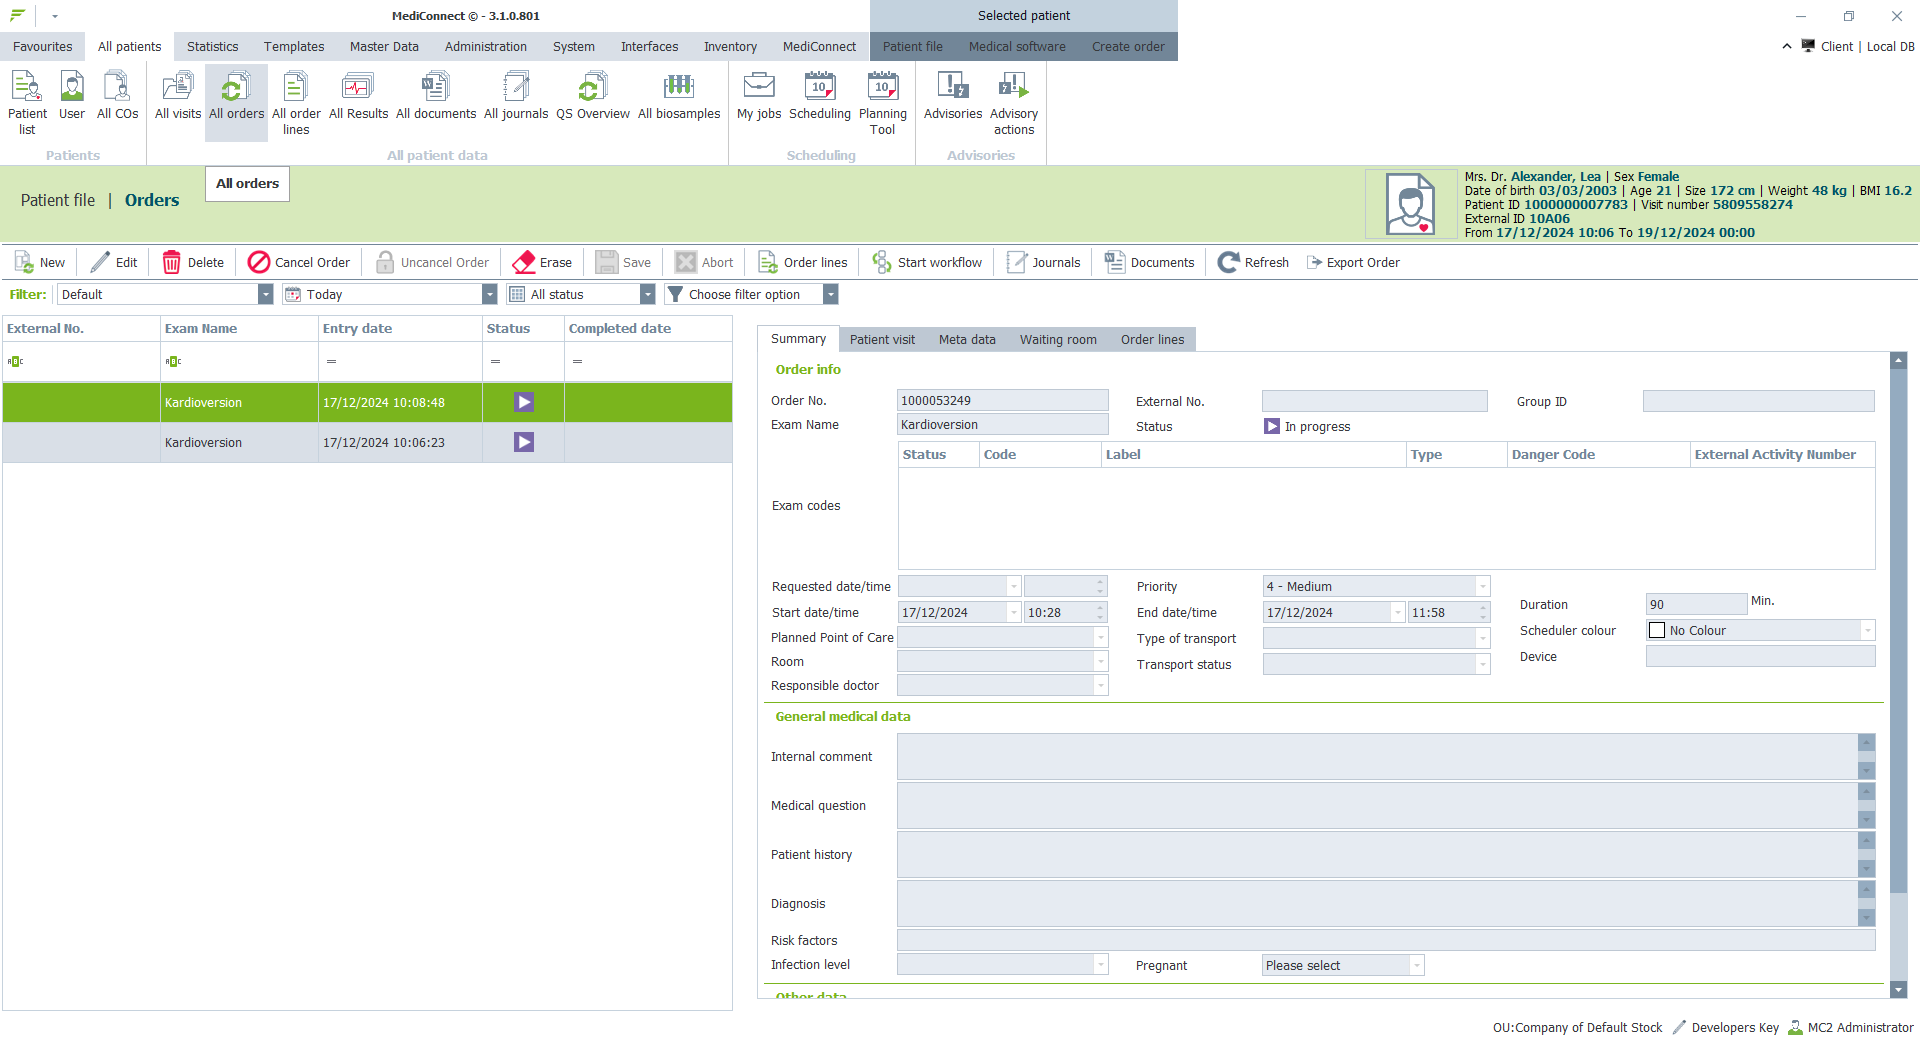 MediConnect © - 3.1.0.801
Selected patient
Favourites All patients Statistics Templates Master Data Administration System Interfaces Inventory MediConnect Patient file Medical software Create order Client | Local DB
Patient list User All COs All visits All orders All order lines All Results All documents All journals QS Overview All biosamples My jobs Scheduling Planning Tool Advisories Advisory actions
Patients All patient data Scheduling Advisories
All orders
Patient file | Orders
Mrs. Dr. Alexander, Lea | Sex Female
Date of birth 03/03/2003 | Age 21 | Size 172 cm | Weight 48 kg | BMI 16.2
Patient ID 1000000007783 | Visit number 5809558274
External ID 10A06
From 17/12/2024 10:06 To 19/12/2024 00:00
New Edit Delete Cancel Order Uncancel Order Erase Save Abort Order lines Start workflow Journals Documents Refresh Export Order
Filter: Default Today All status Choose filter option
External No. Exam Name Entry date Status Completed date
Kardioversion 17/12/2024 10:08:48
Kardioversion 17/12/2024 10:06:23
Summary Patient visit Meta data Waiting room Order lines
Order info
Order No. 1000053249 External No. Group ID
Exam Name Kardioversion Status In progress
Status Code Label Type Danger Code External Activity Number
Exam codes
Requested date/time Priority 4 - Medium
Start date/time 17/12/2024 10:28 End date/time 17/12/2024 11:58 Duration 90 Min.
Planned Point of Care Type of transport Scheduler colour No Colour
Room Transport status Device
Responsible doctor
General medical data
Internal comment
Medical question
Patient history
Diagnosis
Risk factors
Infection level Pregnant Please select
Other data
OU:Company of Default Stock Developers Key MC2 Administrator